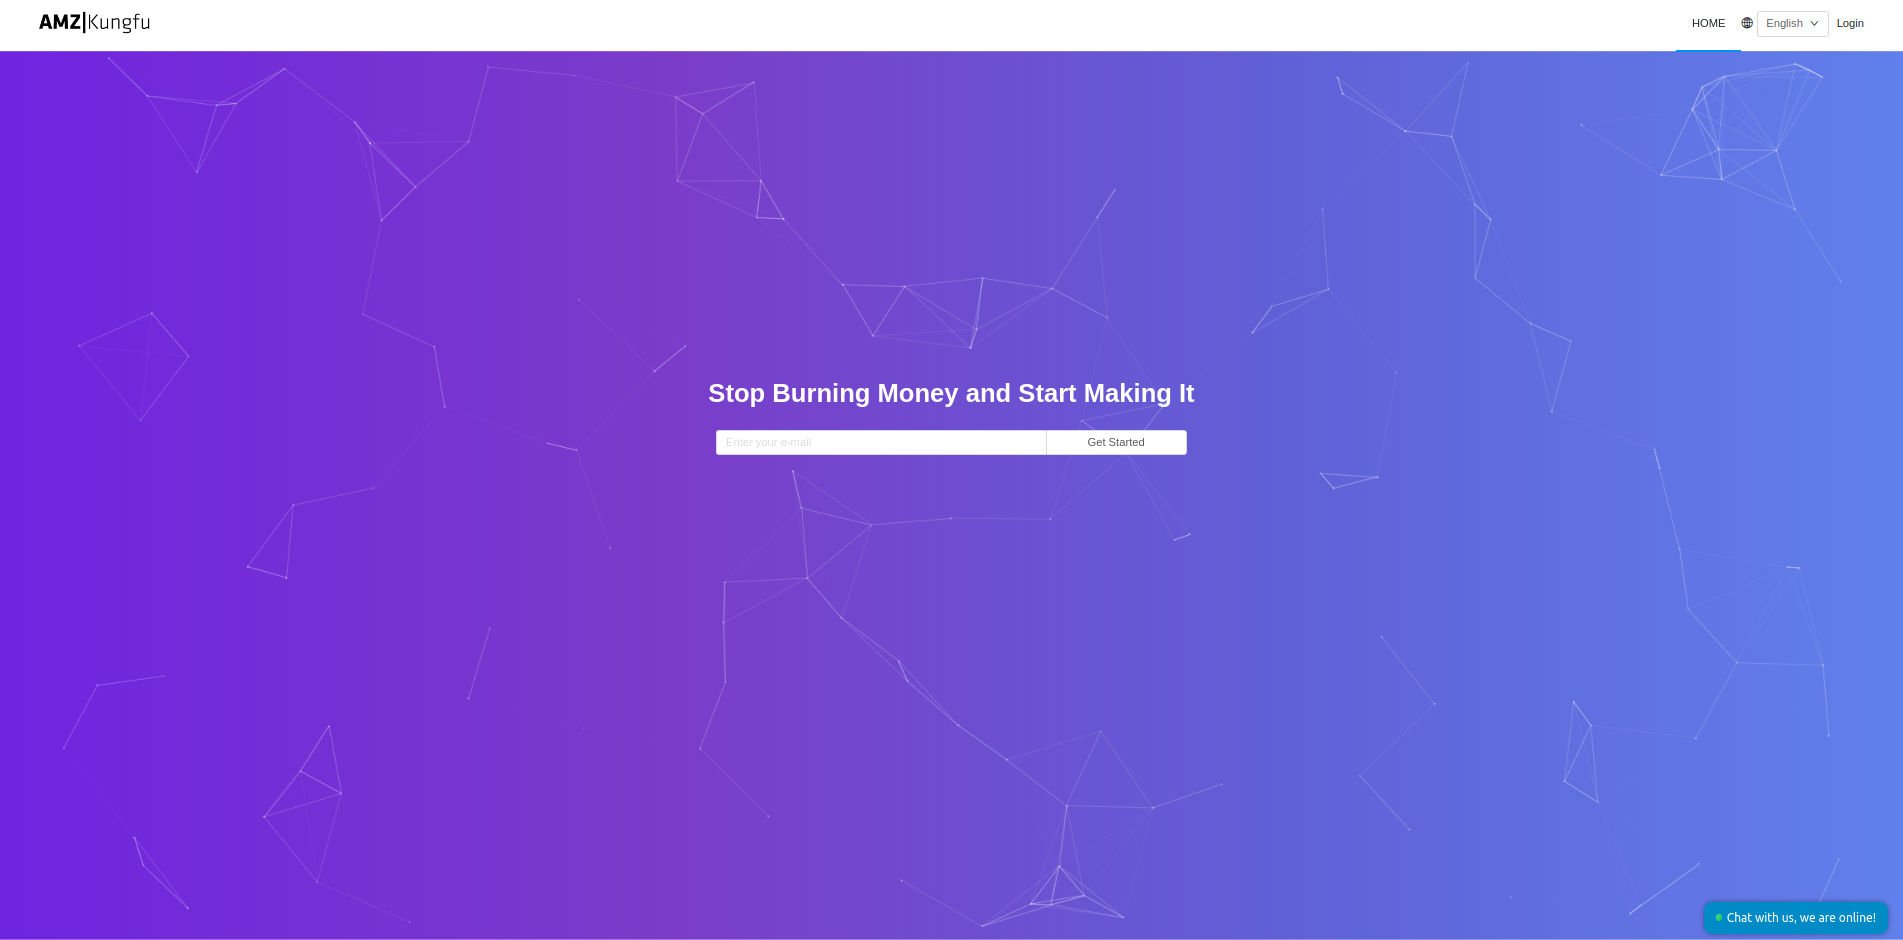 AMZ|Kungfu
HOME
English
Login
Stop Burning Money and Start Making It
Enter your e-mail
Get Started
Chat with us, we are online!